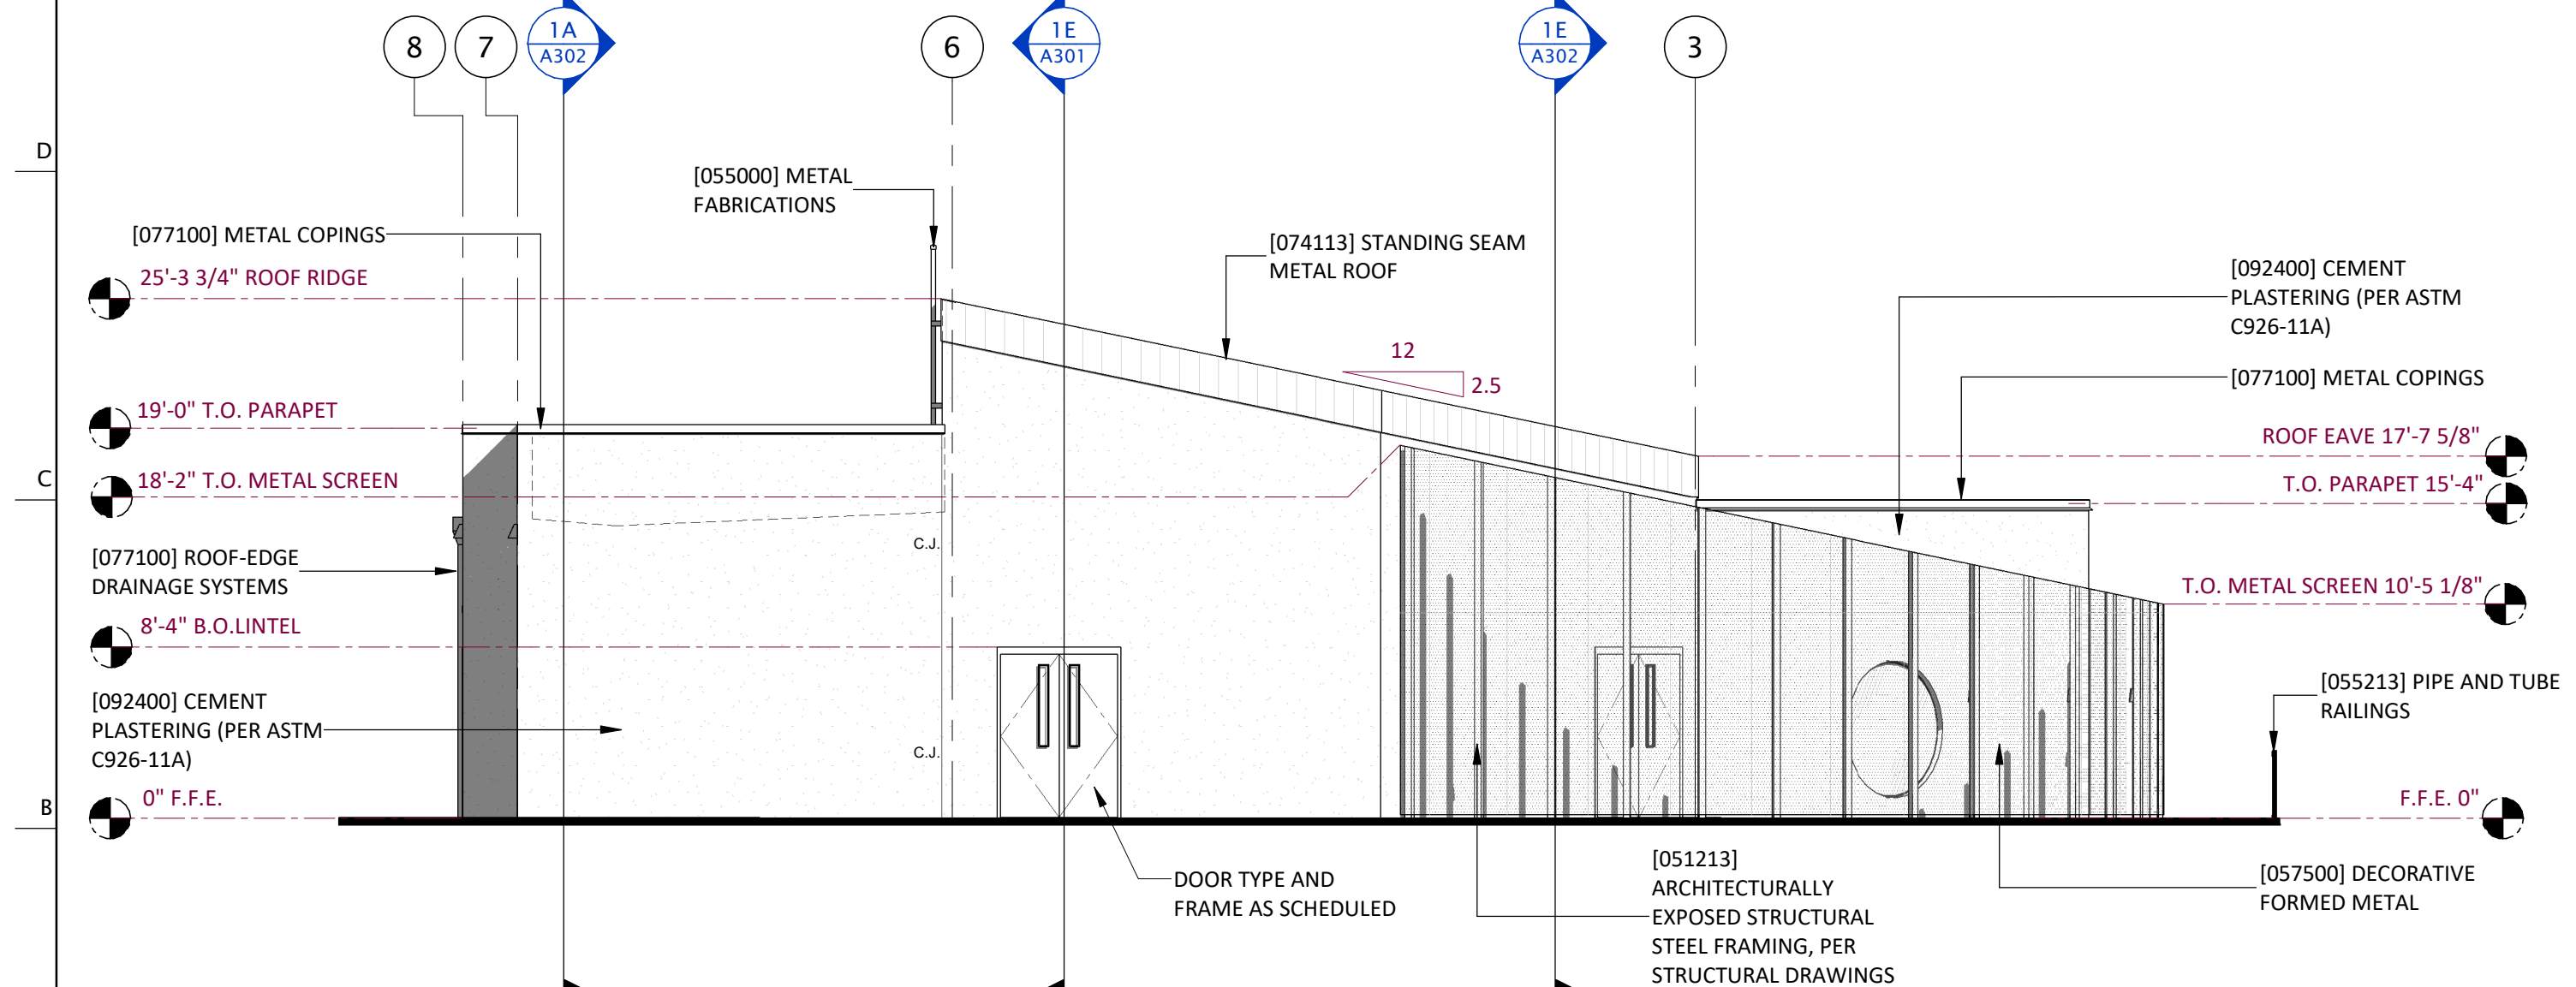 8
7
1A
A302
6
1E
A301
1E
A302
3
D
[055000] METAL
FABRICATIONS
[077100] METAL COPINGS
[074113] STANDING SEAM
METAL ROOF
[092400] CEMENT
PLASTERING (PER ASTM
C926-11A)
25'-3 3/4" ROOF RIDGE
12
2.5
[077100] METAL COPINGS
19'-0" T.O. PARAPET
ROOF EAVE 17'-7 5/8"
C
18'-2" T.O. METAL SCREEN
T.O. PARAPET 15'-4"
C.J.
[077100] ROOF-EDGE
DRAINAGE SYSTEMS
T.O. METAL SCREEN 10'-5 1/8"
8'-4" B.O.LINTEL
[055213] PIPE AND TUBE
RAILINGS
[092400] CEMENT
PLASTERING (PER ASTM
C926-11A)
C.J.
B
0" F.F.E.
F.F.E. 0"
DOOR TYPE AND
FRAME AS SCHEDULED
[051213]
ARCHITECTURALLY
EXPOSED STRUCTURAL
STEEL FRAMING, PER
STRUCTURAL DRAWINGS
[057500] DECORATIVE
FORMED METAL